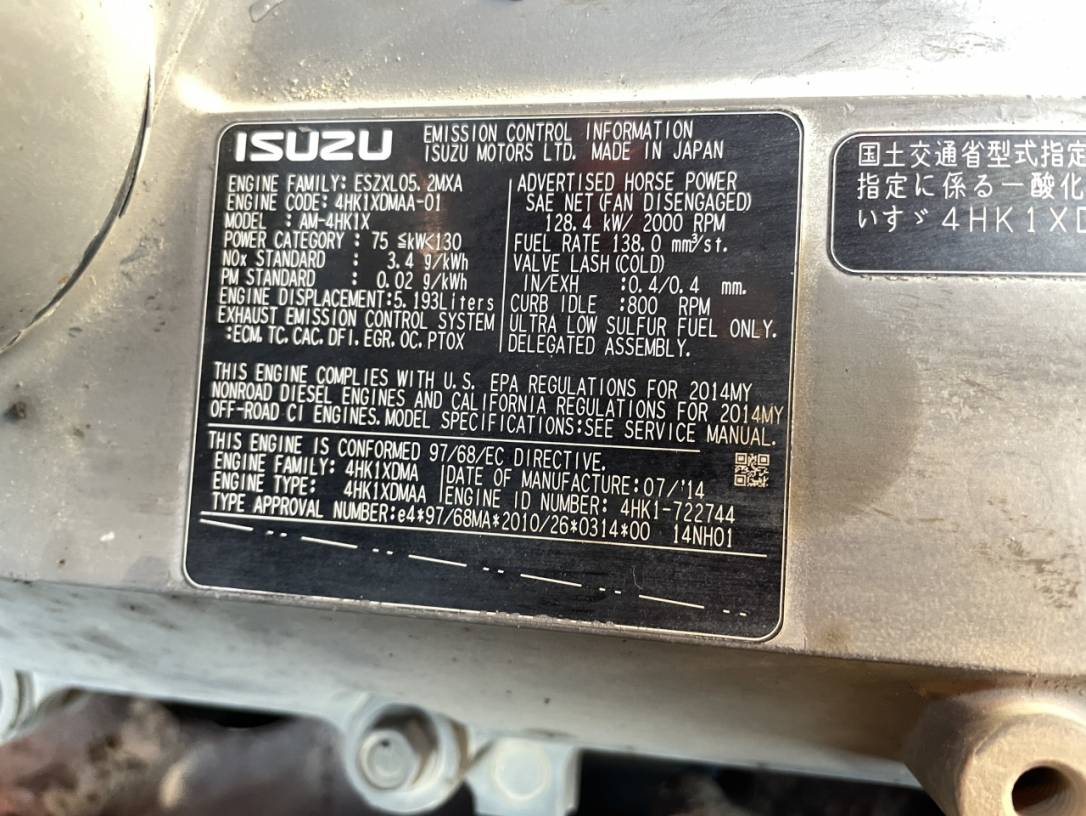 ISUZU
EMISSION CONTROL INFORMATION
ISUZU MOTORS LTD. MADE IN JAPAN
ENGINE FAMILY: ESZXL05.2MXA
ENGINE CODE: 4HK1XDMAA-01
MODEL : AM-4HK1X
POWER CATEGORY : 75 ≦kW<130
NOx STANDARD : 3.4 g/kWh
PM STANDARD : 0.02 g/kWh
ENGINE DISPLACEMENT:5.193Liters
EXHAUST EMISSION CONTROL SYSTEM
:ECM, TC, CAC, DFI, EGR, OC, PTOX
ADVERTISED HORSE POWER
SAE NET(FAN DISENGAGED)
128.4 kW/ 2000 RPM
FUEL RATE 138.0 mm³/st.
VALVE LASH(COLD)
IN/EXH :0.4/0.4 mm.
CURB IDLE :800 RPM
ULTRA LOW SULFUR FUEL ONLY.
DELEGATED ASSEMBLY.
THIS ENGINE COMPLIES WITH U.S. EPA REGULATIONS FOR 2014MY
NONROAD DIESEL ENGINES AND CALIFORNIA REGULATIONS FOR 2014MY
OFF-ROAD CI ENGINES. MODEL SPECIFICATIONS:SEE SERVICE MANUAL.
THIS ENGINE IS CONFORMED 97/68/EC DIRECTIVE.
ENGINE FAMILY: 4HK1XDMA
ENGINE TYPE: 4HK1XDMAA
DATE OF MANUFACTURE:07/'14
ENGINE ID NUMBER: 4HK1-722744
TYPE APPROVAL NUMBER:e4*97/68MA*2010/26*0314*00 14NH01
国土交通省型式指定
指定に係る一酸化
いすゞ4HK1XD